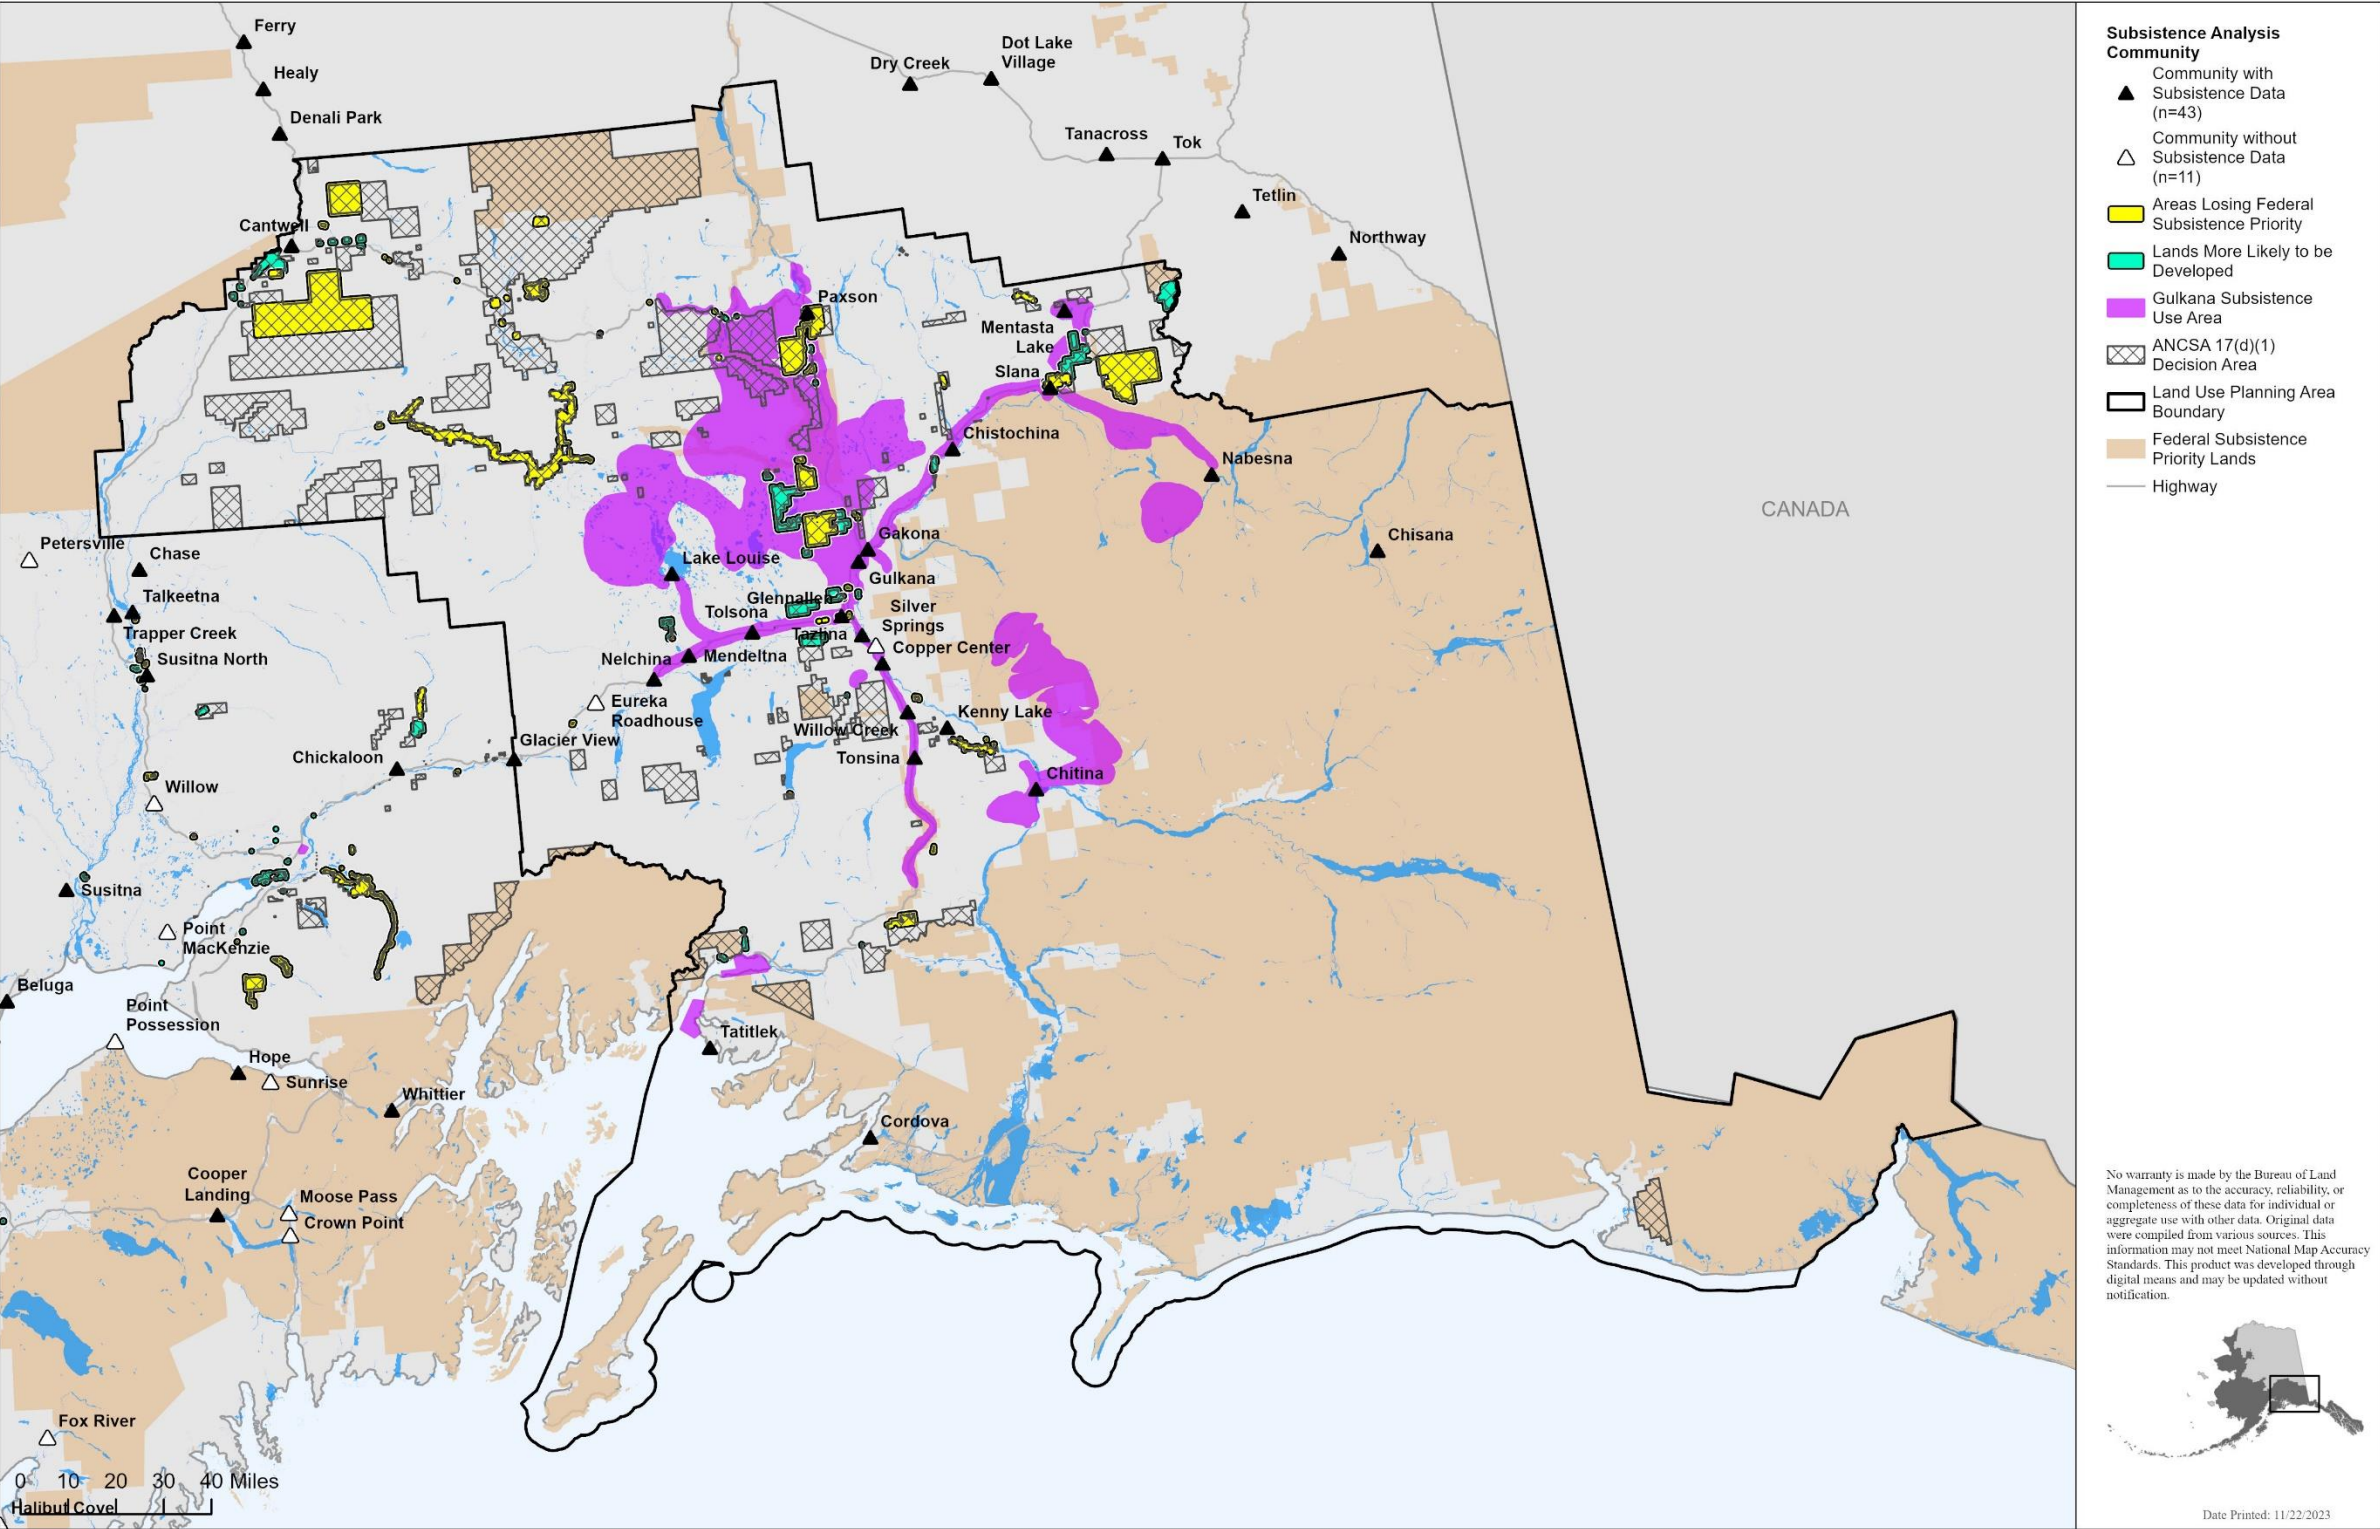 Ferry
Healy
Denali Park
Dry Creek
Dot Lake
Village
Tanacross
Tok
Tetlin
Northway
Cantwell
Paxson
Mentasta
Lake
Slana
Chistochina
Nabesna
CANADA
Chisana
Petersville
Chase
Talkeetna
Trapper Creek
Susitna North
Gakona
Lake Louise
Gulkana
Glennallen
Tolsona
Silver
Springs
Tazlina
Copper Center
Nelchina
Mendeltna
Eureka
Roadhouse
Kenny Lake
Willow Creek
Glacier View
Chickaloon
Tonsina
Chitina
Willow
Susitna
Point
MacKenzie
Beluga
Point
Possession
Tatitlek
Hope
Sunrise
Whittier
Cordova
Cooper
Landing
Moose Pass
Crown Point
Fox River
0 10 20 30 40 Miles
Halibut Cove
Subsistence Analysis
Community
Community with
Subsistence Data
(n=43)
Community without
Subsistence Data
(n=11)
Areas Losing Federal
Subsistence Priority
Lands More Likely to be
Developed
Gulkana Subsistence
Use Area
ANCSA 17(d)(1)
Decision Area
Land Use Planning Area
Boundary
Federal Subsistence
Priority Lands
Highway
No warranty is made by the Bureau of Land
Management as to the accuracy, reliability, or
completeness of these data for individual or
aggregate use with other data. Original data
were compiled from various sources. This
information may not meet National Map Accuracy
Standards. This product was developed through
digital means and may be updated without
notification.
Date Printed: 11/22/2023